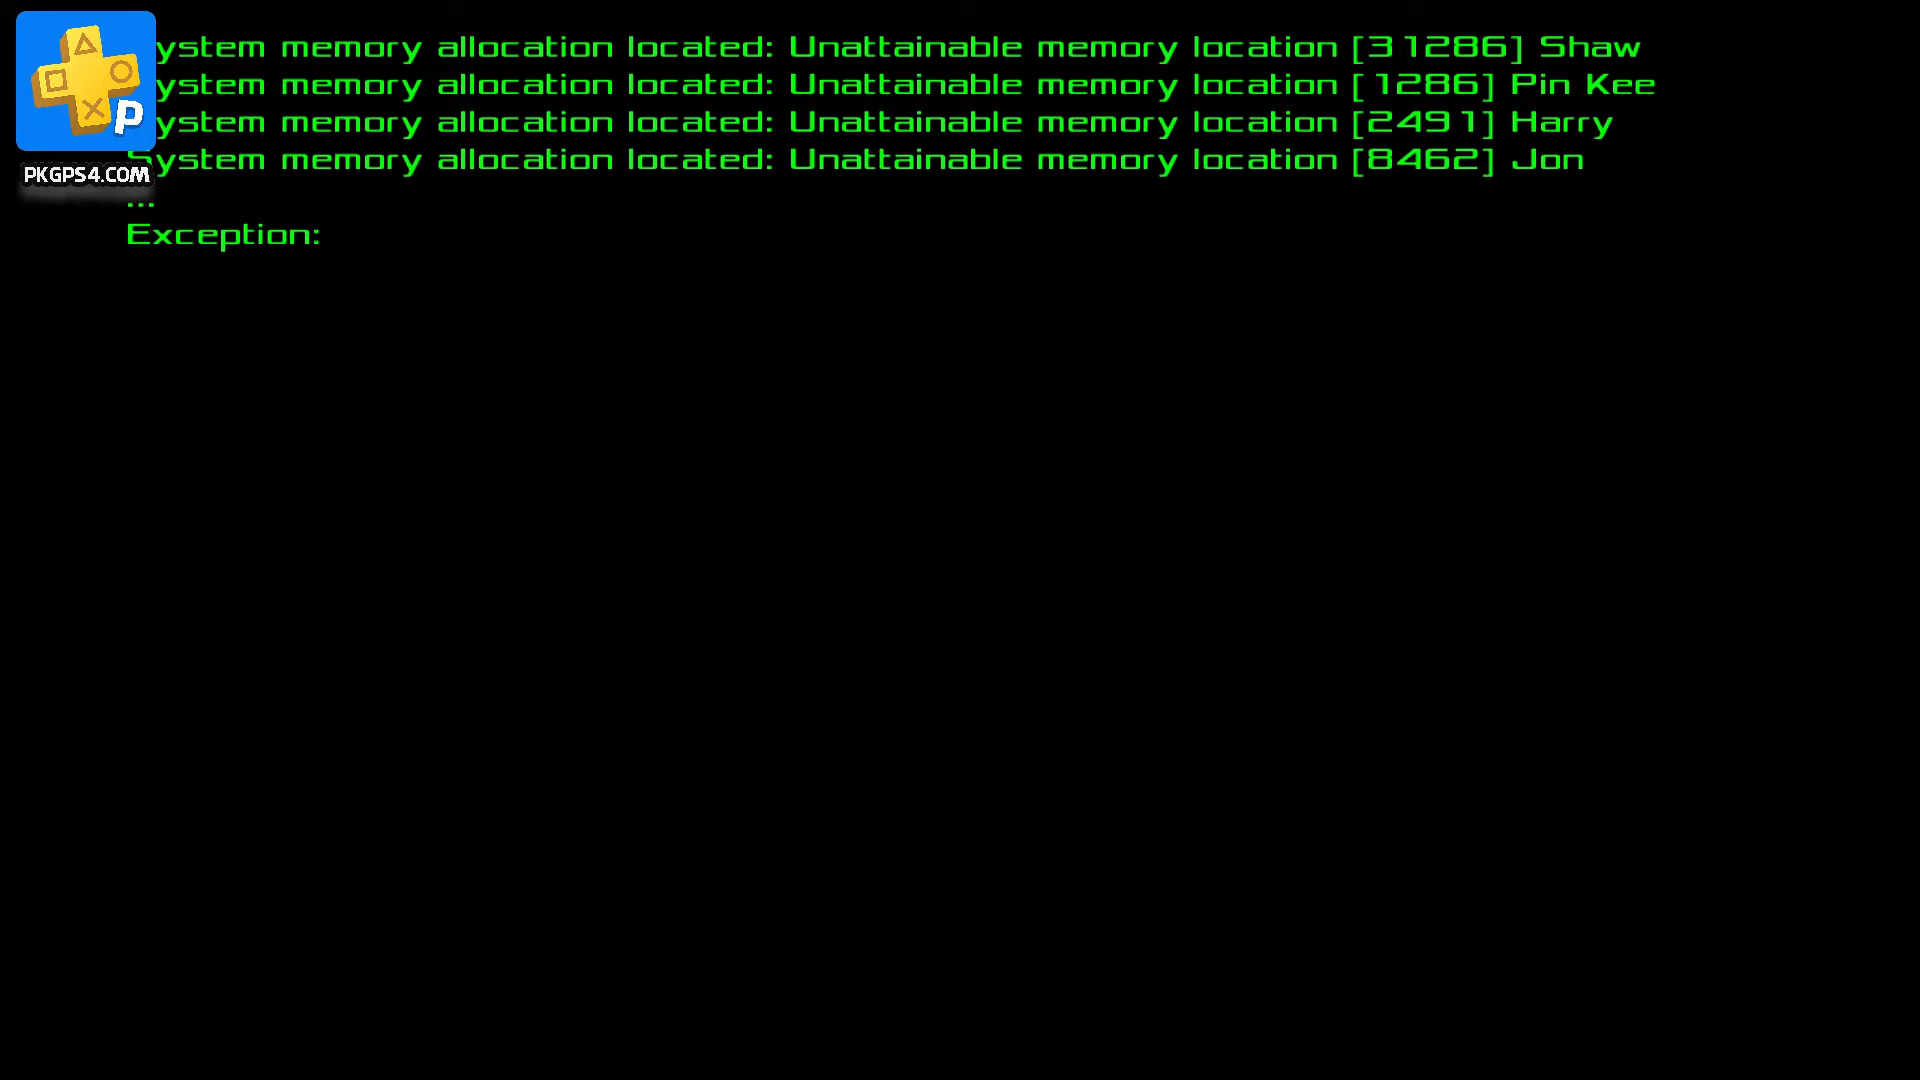 ystem memory allocation located: Unattainable memory location [31286] Shaw
ystem memory allocation located: Unattainable memory location [1286] Pin Kee
ystem memory allocation located: Unattainable memory location [2491] Harry
System memory allocation located: Unattainable memory location [8462] Jon
...
Exception:
P
PKGPS4.COM